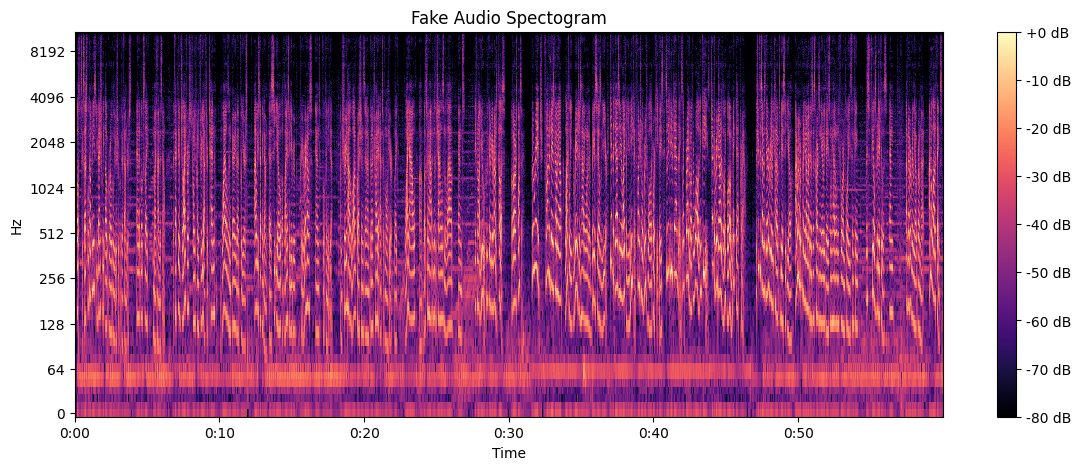 Fake Audio Spectogram
Hz
8192
4096
2048
1024
512
256
128
64
0
0:00 0:10 0:20 0:30 0:40 0:50
Time
+0 dB
-10 dB
-20 dB
-30 dB
-40 dB
-50 dB
-60 dB
-70 dB
-80 dB